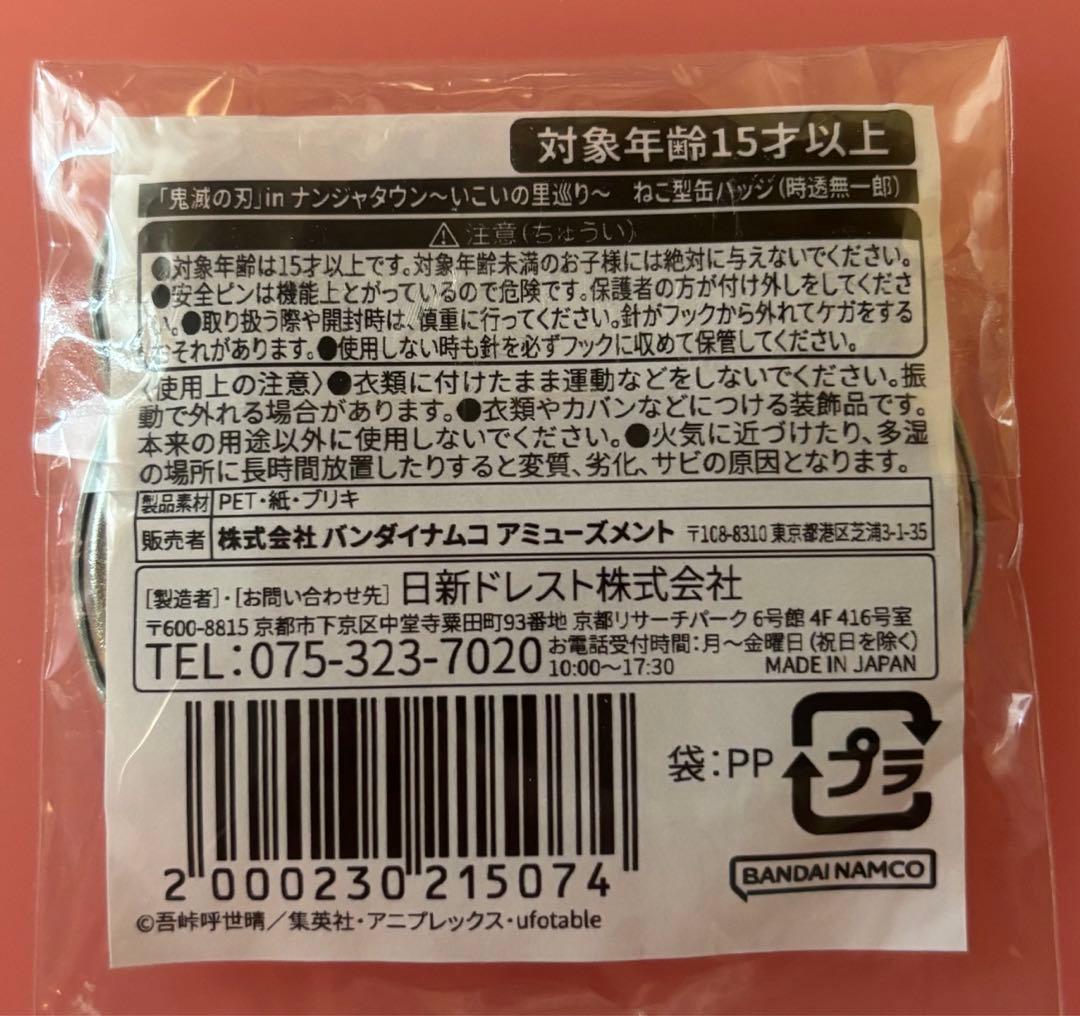 対象年齢15才以上
「鬼滅の刃」in ナンジャタウン〜いこいの里巡り〜 ねこ型缶バッジ(時透無一郎)
⚠注意(ちゅうい)
●対象年齢は15才以上です。対象年齢未満のお子様には絶対に与えないでください。
●安全ピンは機能上とがっているので危険です。保護者の方が付け外しをしてくださ
い。●取り扱う際や開封時は、慎重に行ってください。針がフックから外れてケガをする
おそれがあります。●使用しない時も針を必ずフックに収めて保管してください。
〈使用上の注意〉●衣類に付けたまま運動などをしないでください。振
動で外れる場合があります。●衣類やカバンなどにつける装飾品です。
本来の用途以外に使用しないでください。●火気に近づけたり、多湿
の場所に長時間放置したりすると変質、劣化、サビの原因となります。
製品素材 PET・紙・ブリキ
販売者 株式会社 バンダイナムコ アミューズメント 〒108-8310 東京都港区芝浦3-1-35
[製造者]・[お問い合わせ先] 日新ドレスト株式会社
〒600-8815 京都市下京区中堂寺粟田町93番地 京都リサーチパーク 6号館 4F 416号室
TEL:075-323-7020 お電話受付時間:月〜金曜日(祝日を除く)
10:00〜17:30 MADE IN JAPAN
袋:PP プラ
BANDAI NAMCO
2 000230 215074
©吾峠呼世晴/集英社・アニプレックス・ufotable